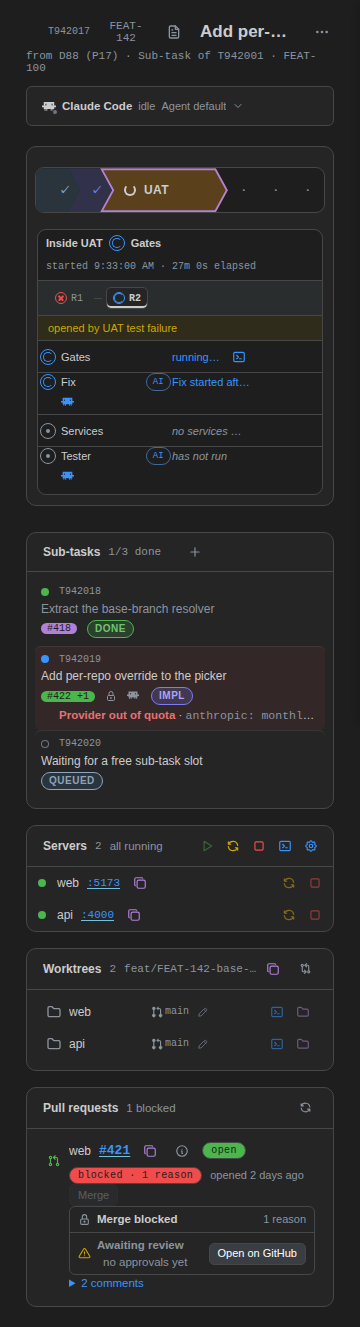 T942017 FEAT-142 Add per-…
from D88 (P17) · Sub-task of T942001 · FEAT-100
Claude Code idle Agent default
UAT
Inside UAT Gates
started 9:33:00 AM · 27m 0s elapsed
R1 — R2
opened by UAT test failure
Gates running…
Fix AI Fix started aft…
Services no services …
Tester AI has not run
Sub-tasks 1/3 done
T942018
Extract the base-branch resolver
#418 DONE
T942019
Add per-repo override to the picker
#422 +1 IMPL
Provider out of quota · anthropic: monthl…
T942020
Waiting for a free sub-task slot
QUEUED
Servers 2 all running
web :5173
api :4000
Worktrees 2 feat/FEAT-142-base-…
web main
api main
Pull requests 1 blocked
web #421 open
blocked · 1 reason opened 2 days ago
Merge
Merge blocked 1 reason
Awaiting review
no approvals yet
Open on GitHub
2 comments